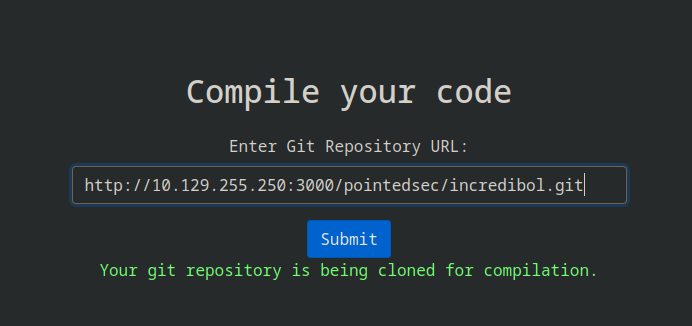 Compile your code
Enter Git Repository URL:
http://10.129.255.250:3000/pointedsec/incredibol.git
Submit
Your git repository is being cloned for compilation.